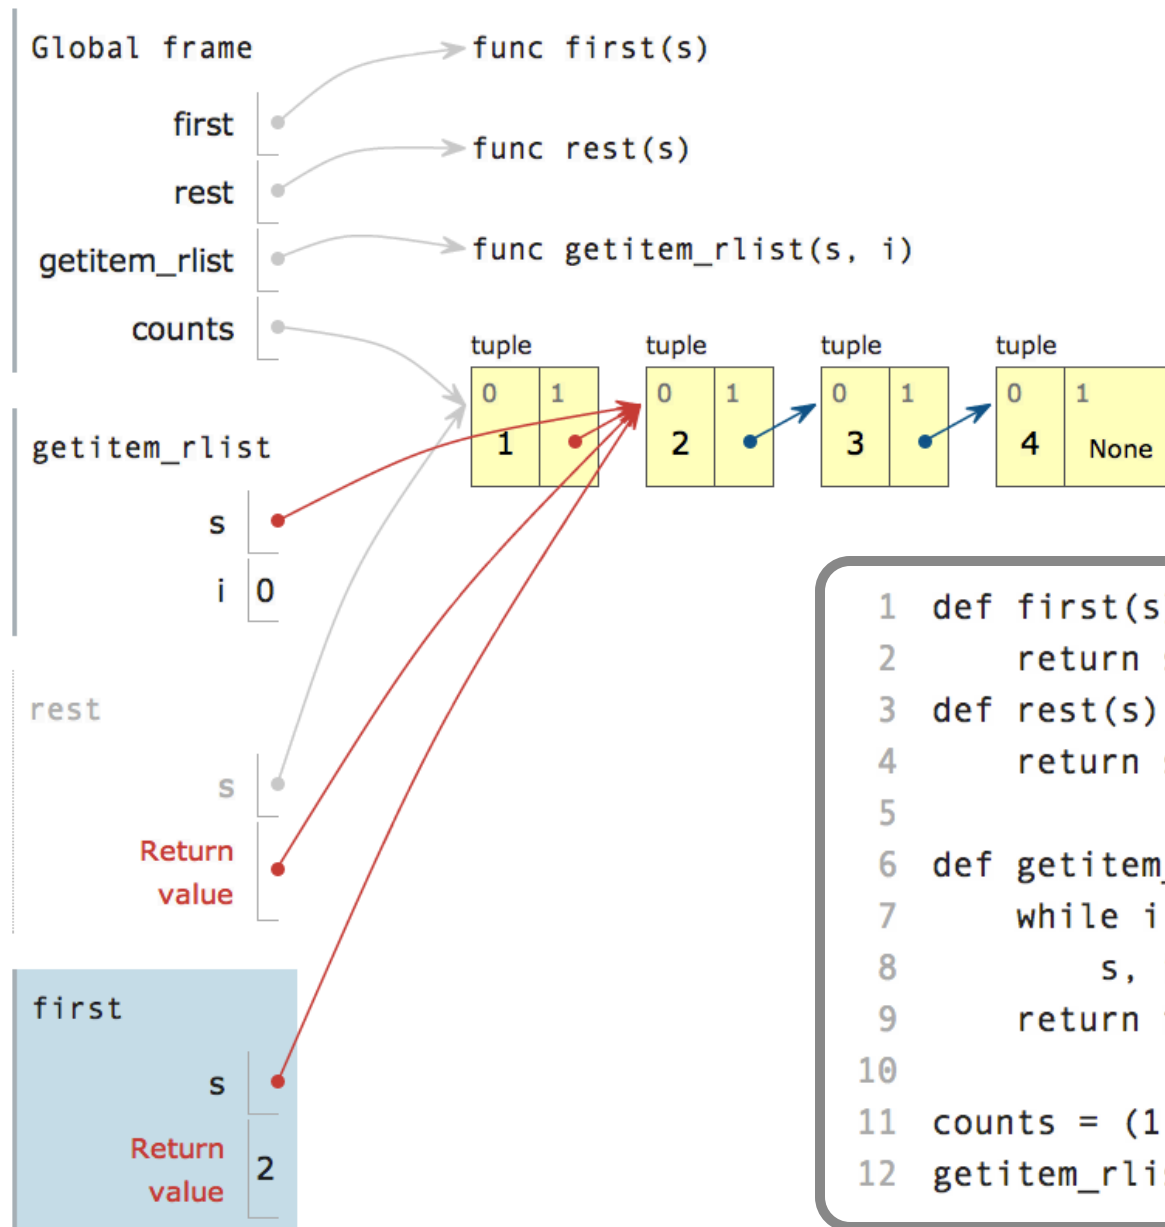 Global frame
func first(s)
first
func rest(s)
rest
func getitem_rlist(s, i)
getitem_rlist
counts
tuple tuple tuple tuple
0 1 0 1 0 1 0 1
1 2 3 4 None
getitem_rlist
s
i 0
rest
s
Return
value
first
s
Return
value
2
1 def first(s
2 return s
3 def rest(s)
4 return s
5
6 def getitem_
7 while i
8 s,
9 return
10
11 counts = (1
12 getitem_rlis